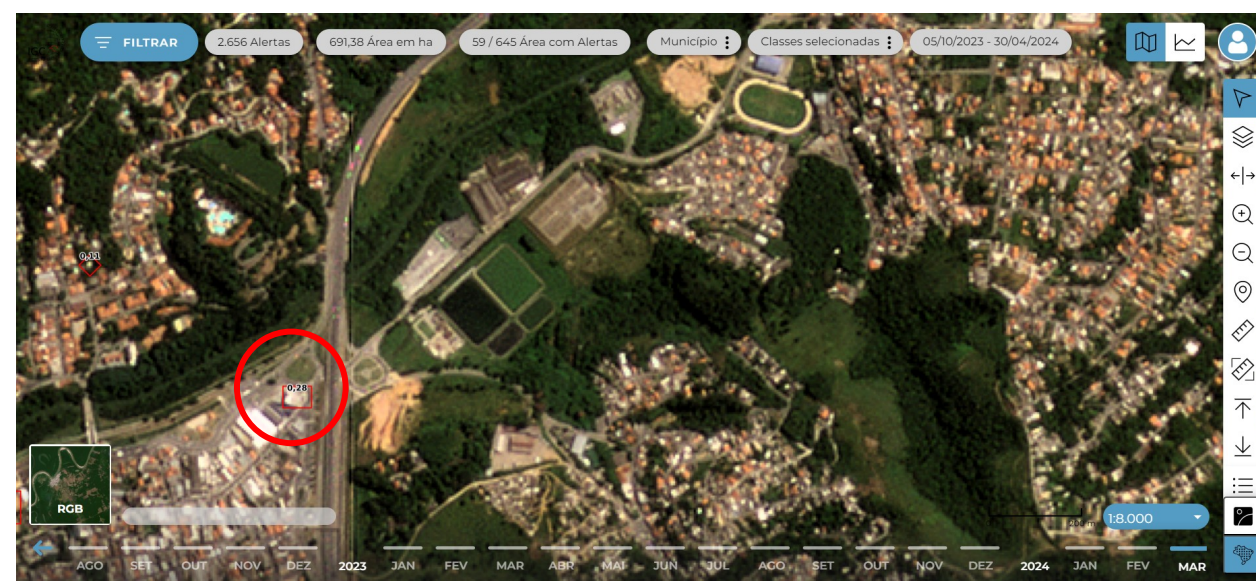 FILTRAR
2.656 Alertas
691,38 Área em ha
59 / 645 Área com Alertas
Município
Classes selecionadas
05/10/2023 - 30/04/2024
0,11
0,28
RGB
1:8.000
AGO SET OUT NOV DEZ 2023 JAN FEV MAR ABR MAI JUN JUL AGO SET OUT NOV DEZ 2024 JAN FEV MAR